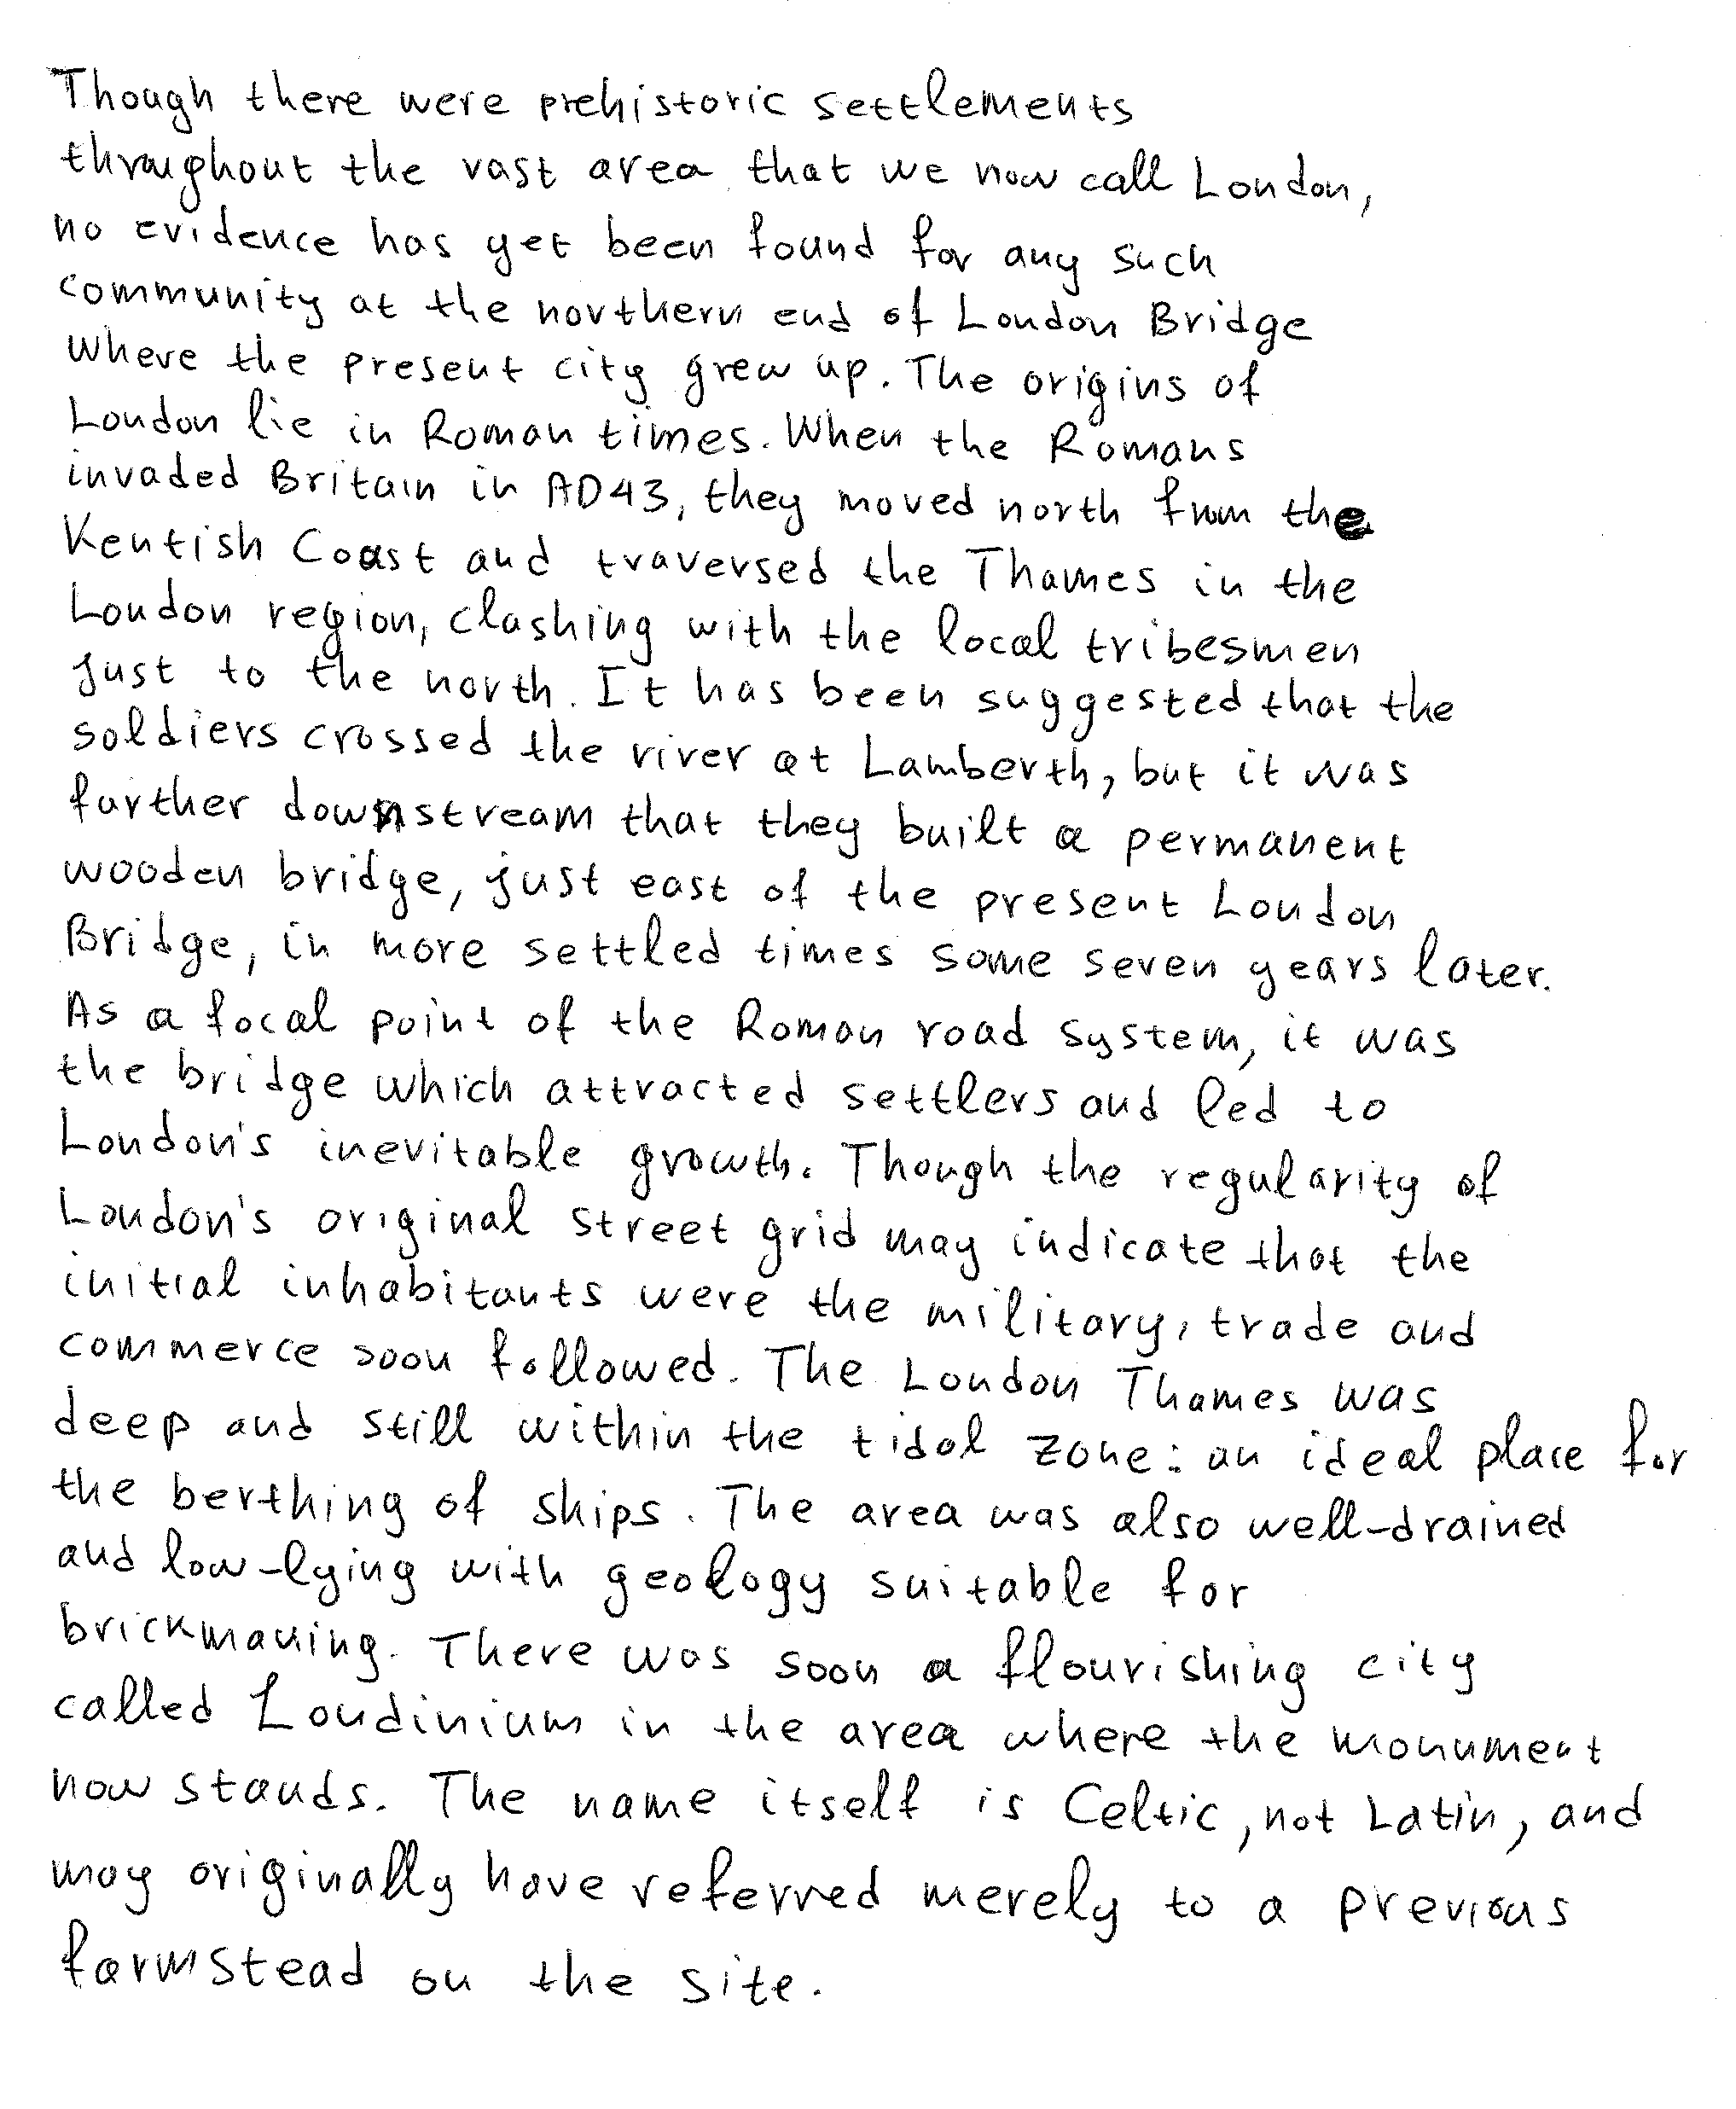 Though there were prehistoric settlements
throughout the vast area that we now call London,
no evidence has yet been found for any such
community at the northern end of London Bridge
where the present city grew up. The origins of
London lie in Roman times. When the Romans
invaded Britain in AD43, they moved north from the
Kentish Coast and traversed the Thames in the
London region, clashing with the local tribesmen
just to the north. It has been suggested that the
soldiers crossed the river at Lamberth, but it was
further downstream that they built a permanent
wooden bridge, just east of the present London
Bridge, in more settled times some seven years later.
As a focal point of the Roman road system, it was
the bridge which attracted settlers and led to
London's inevitable growth. Though the regularity of
London's original street grid may indicate that the
initial inhabitants were the military, trade and
commerce soon followed. The London Thames was
deep and still within the tidal zone: an ideal place for
the berthing of ships. The area was also well-drained
and low-lying with geology suitable for
brickmaking. There was soon a flourishing city
called Londinium in the area where the monument
now stands. The name itself is Celtic, not Latin, and
may originally have referred merely to a previous
farmstead on the site.